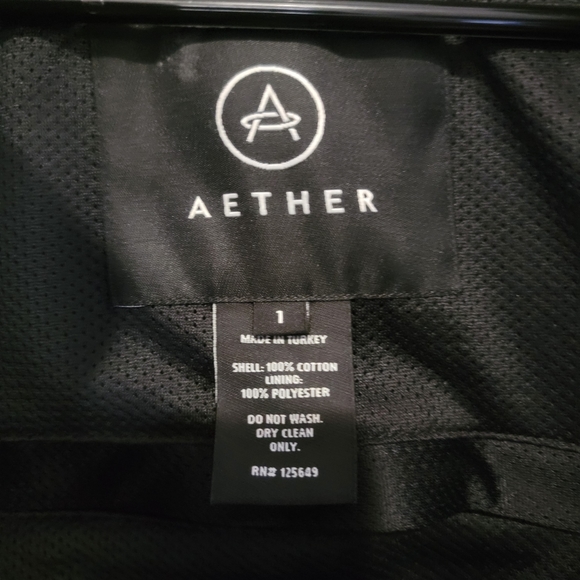 AETHER
1
MADE IN TURKEY
SHELL: 100% COTTON
LINING:
100% POLYESTER
DO NOT WASH.
DRY CLEAN
ONLY.
RN# 125649